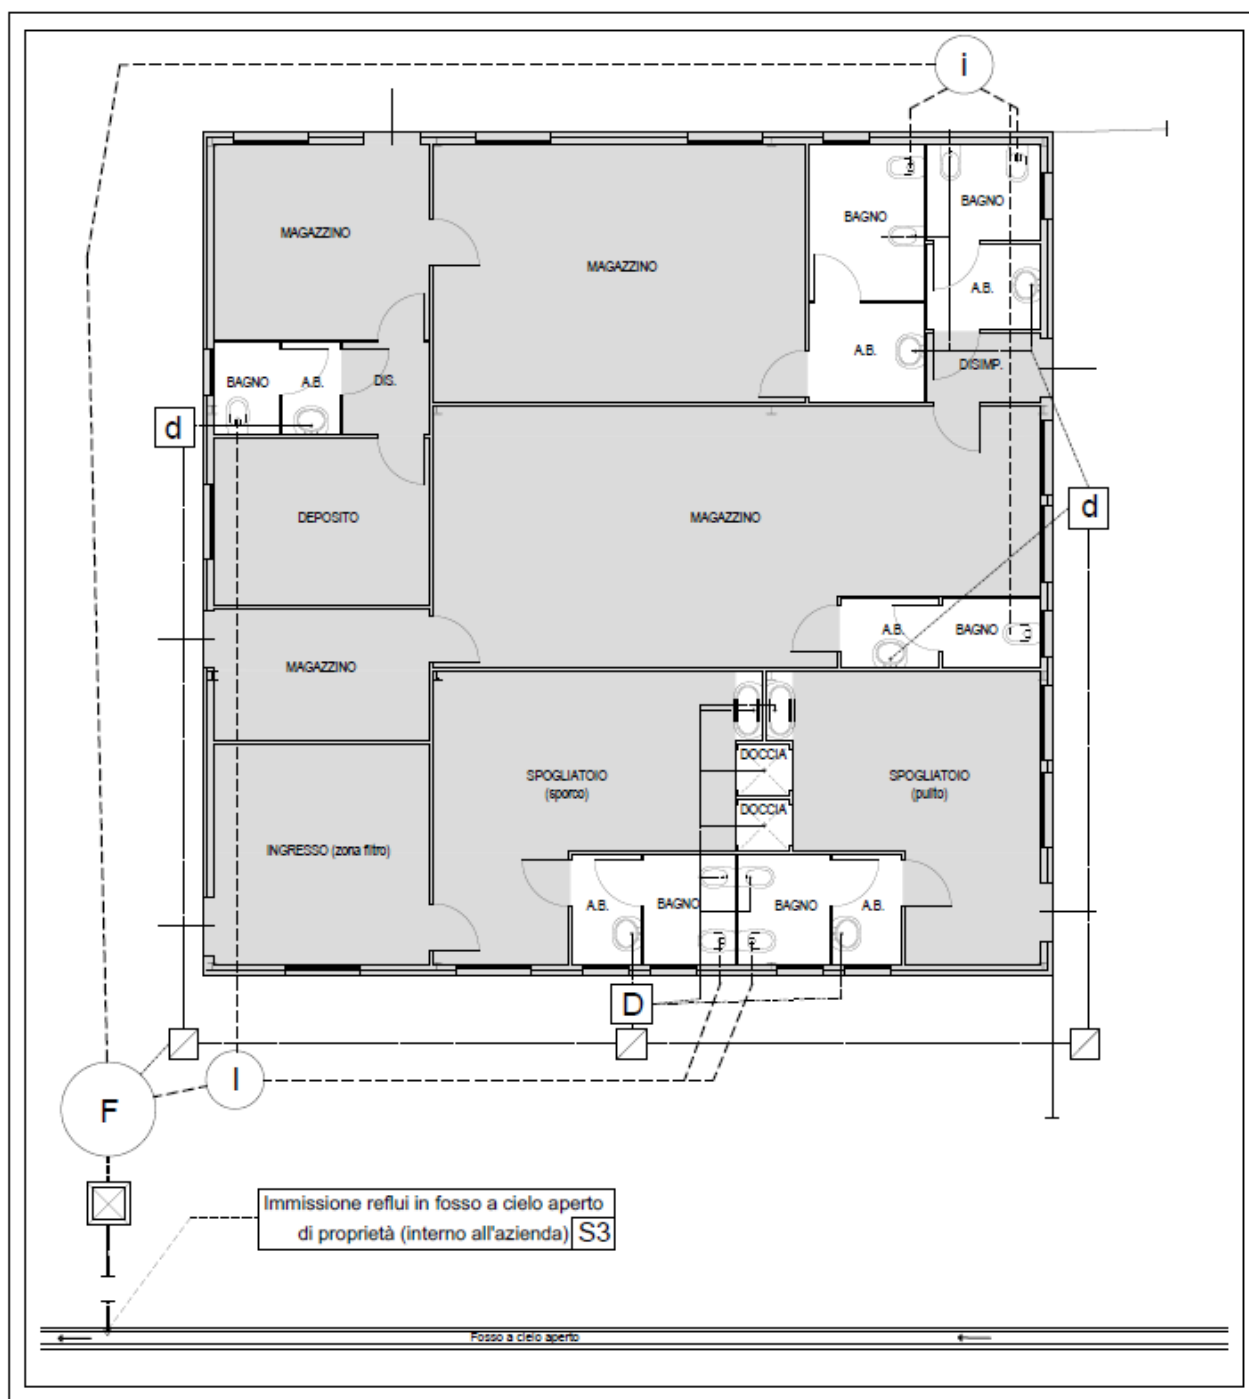 i
MAGAZZINO
MAGAZZINO
BAGNO
BAGNO
A.B.
A.B.
DISIMP.
BAGNO
A.B.
DIS.
d
DEPOSITO
MAGAZZINO
d
A.B.
BAGNO
MAGAZZINO
SPOGLIATOIO
(sporco)
DOCCIA
DOCCIA
SPOGLIATOIO
(pulito)
INGRESSO (zona filtro)
A.B.
BAGNO
BAGNO
A.B.
D
I
F
Immissione reflui in fosso a cielo aperto
di proprietà (interno all'azienda) S3
Fosso a cielo aperto